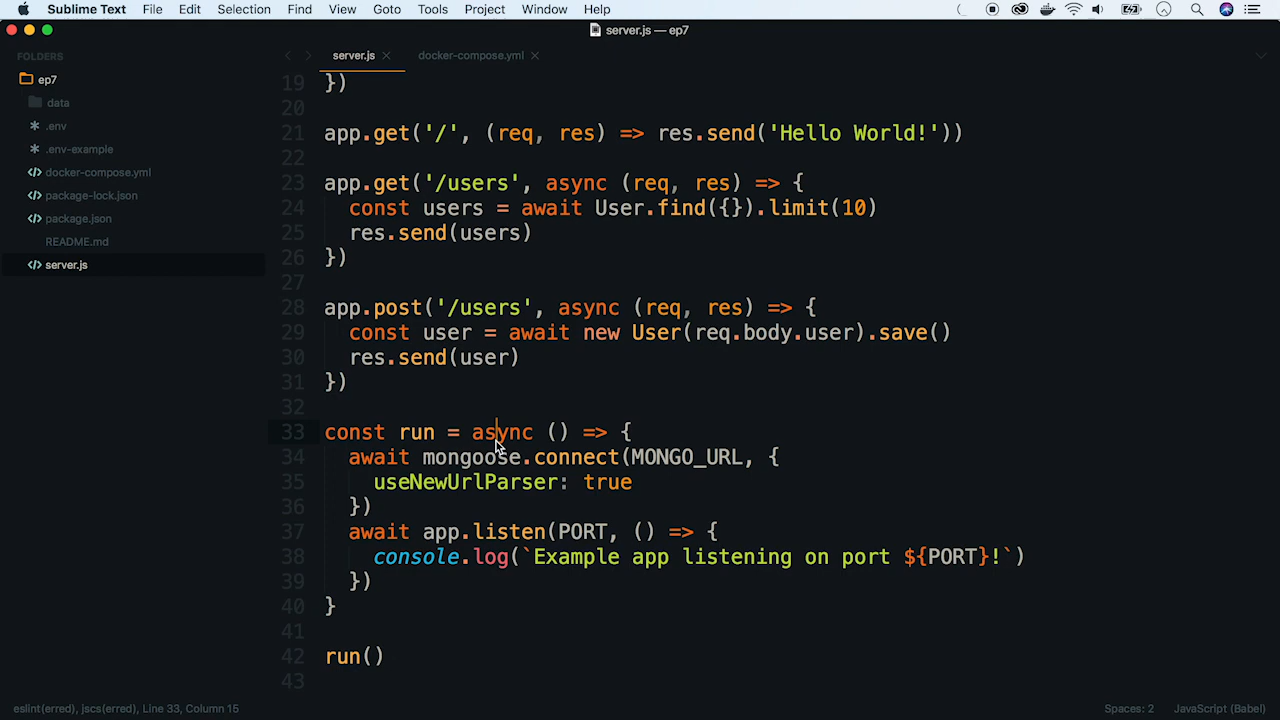 Sublime Text File Edit Selection Find View Goto Tools Project Window Help
server.js — ep7
FOLDERS
ep7
data
.env
.env-example
docker-compose.yml
package-lock.json
package.json
README.md
server.js
server.js docker-compose.yml
19 })
20
21 app.get('/', (req, res) => res.send('Hello World!'))
22
23 app.get('/users', async (req, res) => {
24 const users = await User.find({}).limit(10)
25 res.send(users)
26 })
27
28 app.post('/users', async (req, res) => {
29 const user = await new User(req.body.user).save()
30 res.send(user)
31 })
32
33 const run = async () => {
34 await mongoose.connect(MONGO_URL, {
35 useNewUrlParser: true
36 })
37 await app.listen(PORT, () => {
38 console.log(`Example app listening on port ${PORT}!`)
39 })
40 }
41
42 run()
43
eslint(erred), jscs(erred), Line 33, Column 15
Spaces: 2 JavaScript (Babel)